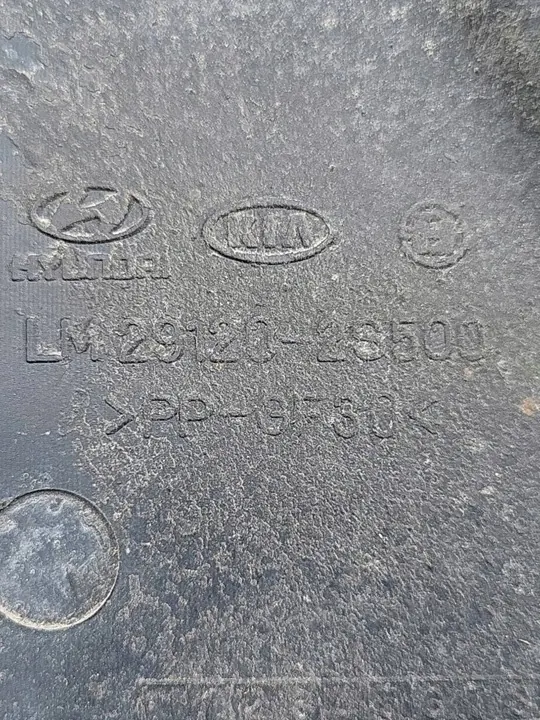 HYUNDAI KIA H
LM 29120-2S500
>PP-GF30<